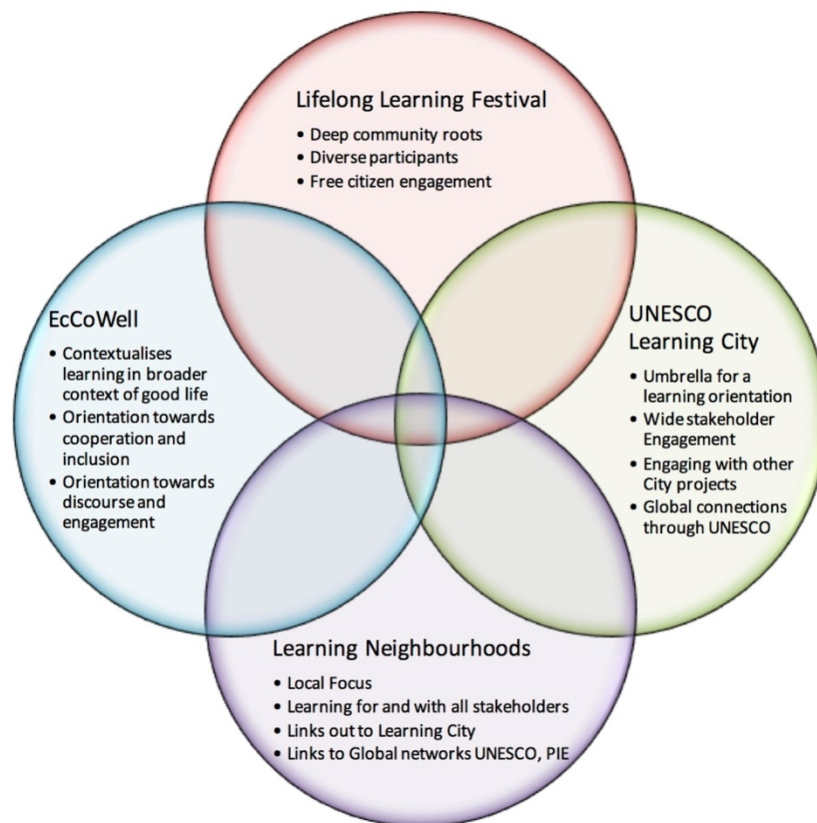 Lifelong Learning Festival
• Deep community roots
• Diverse participants
• Free citizen engagement
EcCoWell
• Contextualises
learning in broader
context of good life
• Orientation towards
cooperation and
inclusion
• Orientation towards
discourse and
engagement
UNESCO
Learning City
• Umbrella for a
learning orientation
• Wide stakeholder
Engagement
• Engaging with other
City projects
• Global connections
through UNESCO
Learning Neighbourhoods
• Local Focus
• Learning for and with all stakeholders
• Links out to Learning City
• Links to Global networks UNESCO, PIE